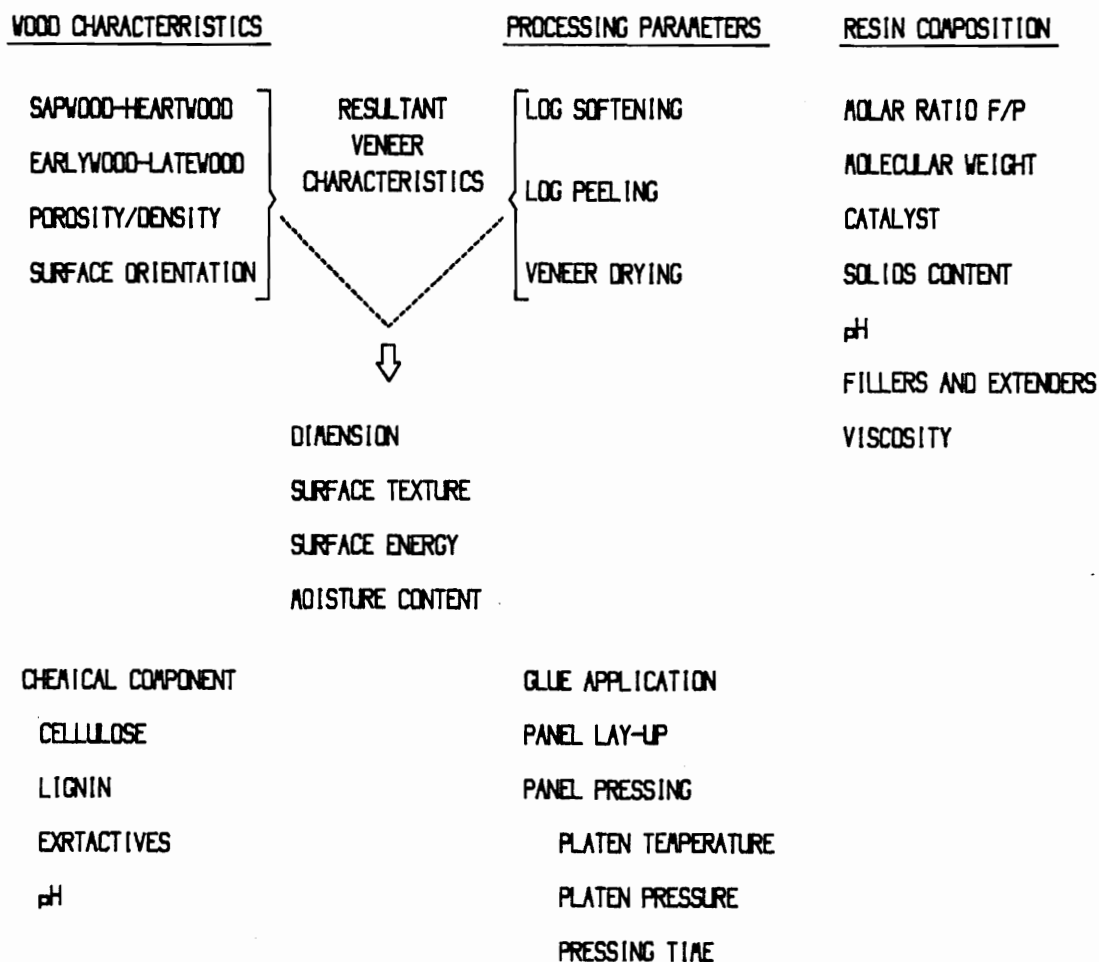 WOOD CHARACTERRISTICS
SAPWOOD-HEARTWOOD
EARLYWOOD-LATEWOOD
POROSITY/DENSITY
SURFACE ORIENTATION
RESULTANT
VENEER
CHARACTERISTICS
PROCESSING PARAMETERS
LOG SOFTENING
LOG PEELING
VENEER DRYING
RESIN COMPOSITION
MOLAR RATIO F/P
MOLECULAR WEIGHT
CATALYST
SOLIDS CONTENT
pH
FILLERS AND EXTENDERS
VISCOSITY
DIMENSION
SURFACE TEXTURE
SURFACE ENERGY
MOISTURE CONTENT
CHEMICAL COMPONENT
CELLULOSE
LIGNIN
EXRTACTIVES
pH
GLUE APPLICATION
PANEL LAY-UP
PANEL PRESSING
PLATEN TEMPERATURE
PLATEN PRESSURE
PRESSING TIME